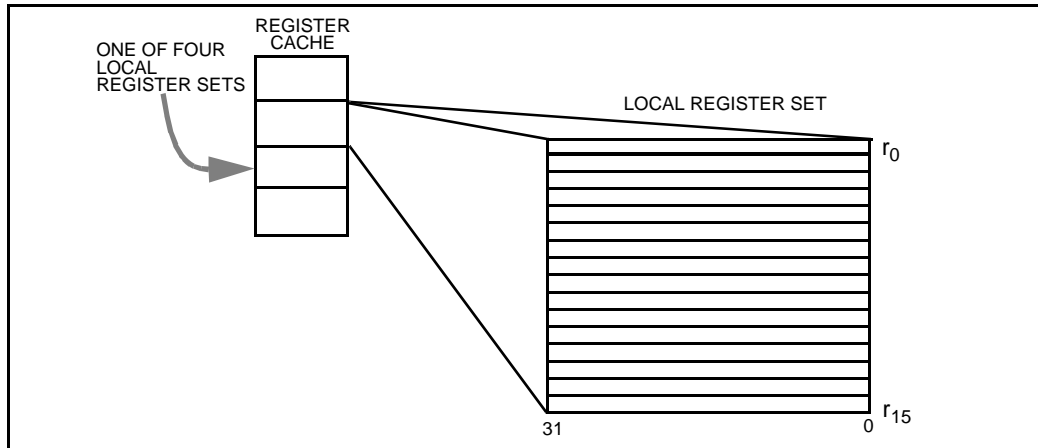 REGISTER
CACHE
ONE OF FOUR
LOCAL
REGISTER SETS
LOCAL REGISTER SET
r0
r15
31
0